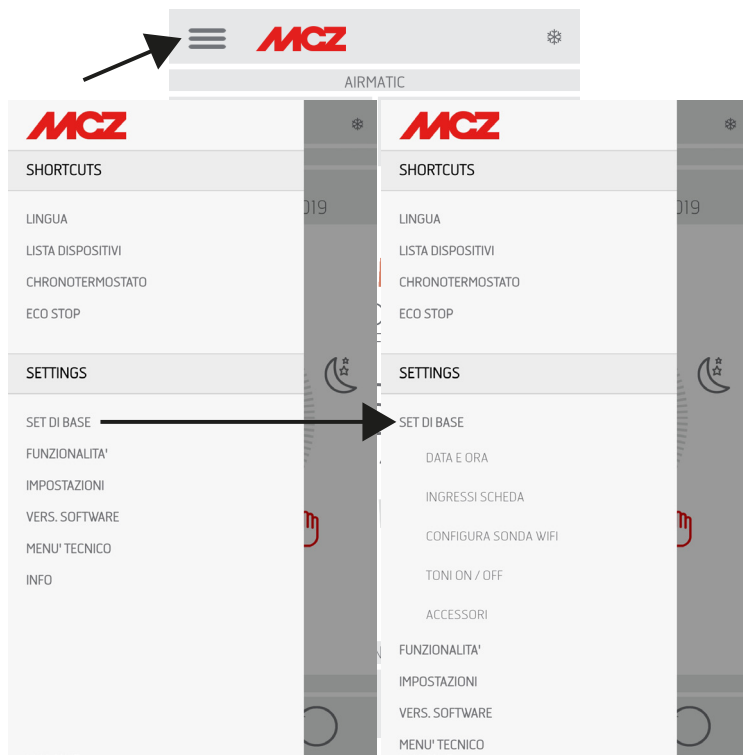 MCZ
AIRMATIC
MCZ
SHORTCUTS
LINGUA
LISTA DISPOSITIVI
CHRONOTERMOSTATO
ECO STOP
SETTINGS
SET DI BASE
FUNZIONALITA'
IMPOSTAZIONI
VERS. SOFTWARE
MENU' TECNICO
INFO
019
MCZ
SHORTCUTS
LINGUA
LISTA DISPOSITIVI
CHRONOTERMOSTATO
ECO STOP
SETTINGS
SET DI BASE
DATA E ORA
INGRESSI SCHEDA
CONFIGURA SONDA WIFI
TONI ON / OFF
ACCESSORI
FUNZIONALITA'
IMPOSTAZIONI
VERS. SOFTWARE
MENU' TECNICO
019